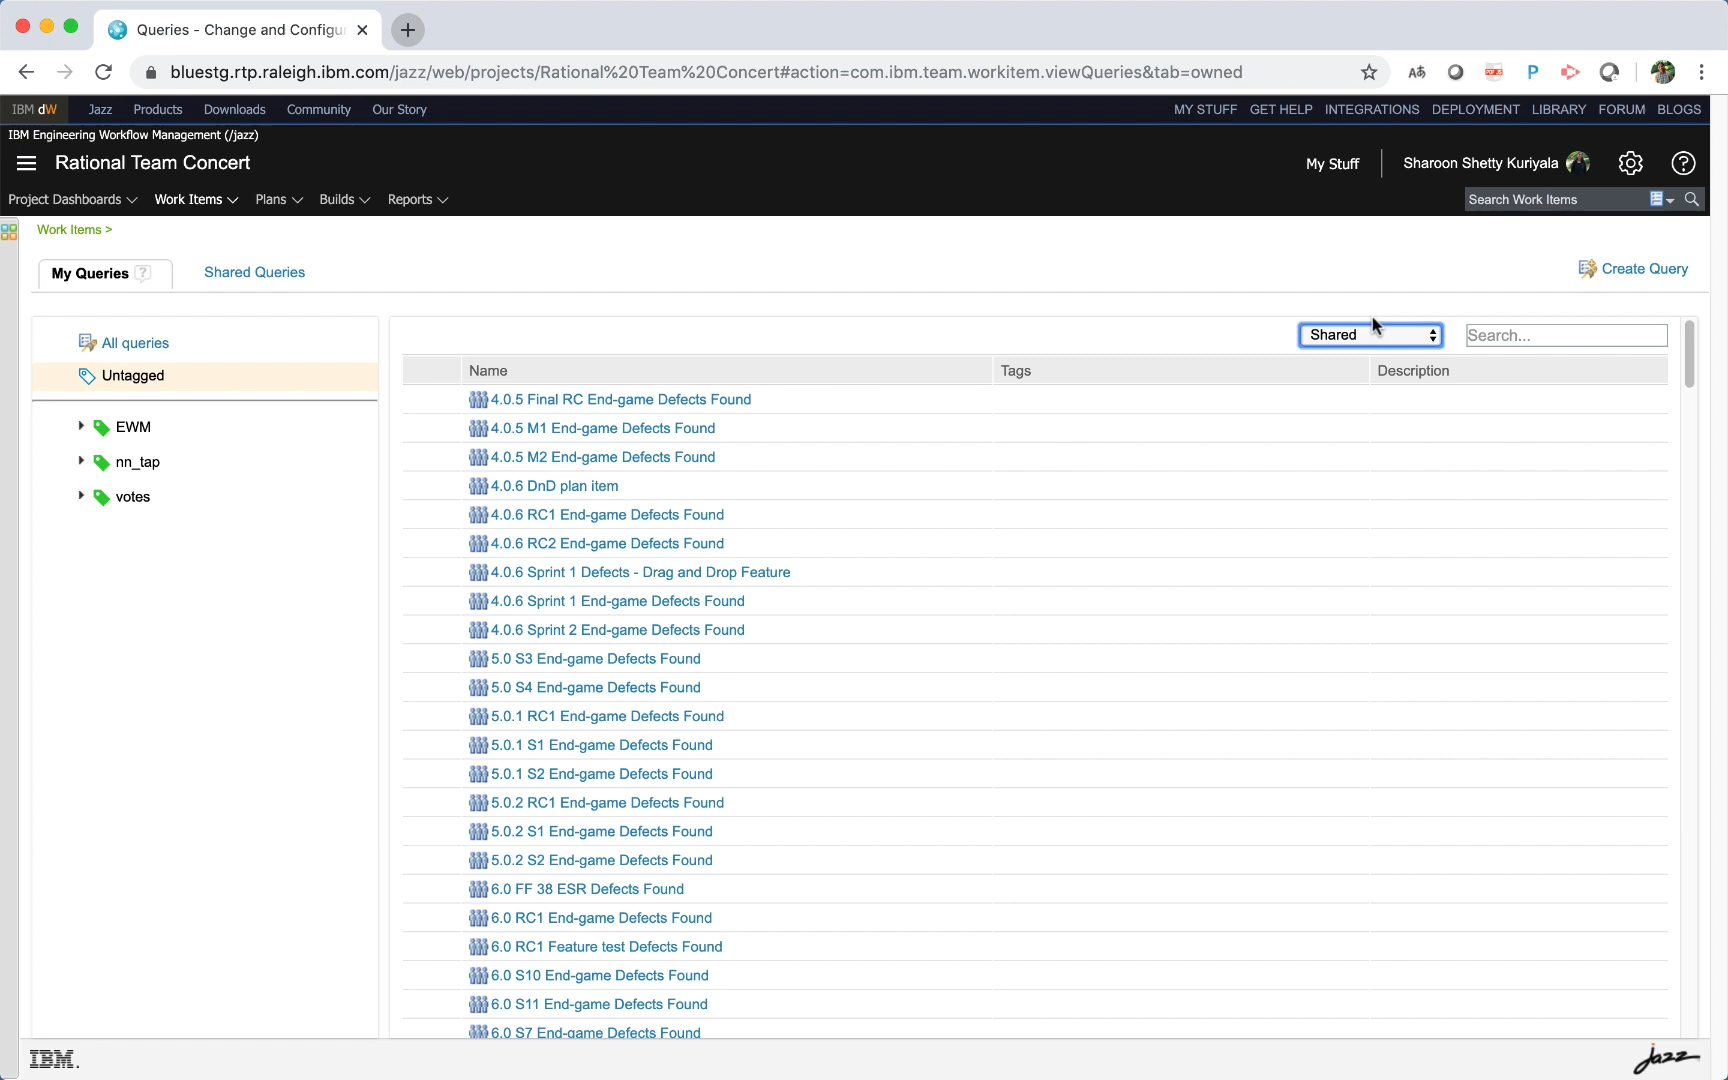 Queries - Change and Configur
bluestg.rtp.raleigh.ibm.com/jazz/web/projects/Rational%20Team%20Concert#action=com.ibm.team.workitem.viewQueries&tab=owned
IBM dW Jazz Products Downloads Community Our Story MY STUFF GET HELP INTEGRATIONS DEPLOYMENT LIBRARY FORUM BLOGS
IBM Engineering Workflow Management (/jazz)
Rational Team Concert My Stuff Sharoon Shetty Kuriyala
Project Dashboards Work Items Plans Builds Reports Search Work Items
Work Items >
My Queries ? Shared Queries Create Query
All queries
Untagged
EWM
nn_tap
votes
Shared Search...
Name Tags Description
4.0.5 Final RC End-game Defects Found
4.0.5 M1 End-game Defects Found
4.0.5 M2 End-game Defects Found
4.0.6 DnD plan item
4.0.6 RC1 End-game Defects Found
4.0.6 RC2 End-game Defects Found
4.0.6 Sprint 1 Defects - Drag and Drop Feature
4.0.6 Sprint 1 End-game Defects Found
4.0.6 Sprint 2 End-game Defects Found
5.0 S3 End-game Defects Found
5.0 S4 End-game Defects Found
5.0.1 RC1 End-game Defects Found
5.0.1 S1 End-game Defects Found
5.0.1 S2 End-game Defects Found
5.0.2 RC1 End-game Defects Found
5.0.2 S1 End-game Defects Found
5.0.2 S2 End-game Defects Found
6.0 FF 38 ESR Defects Found
6.0 RC1 End-game Defects Found
6.0 RC1 Feature test Defects Found
6.0 S10 End-game Defects Found
6.0 S11 End-game Defects Found
6.0 S7 End-game Defects Found
IBM. jazz